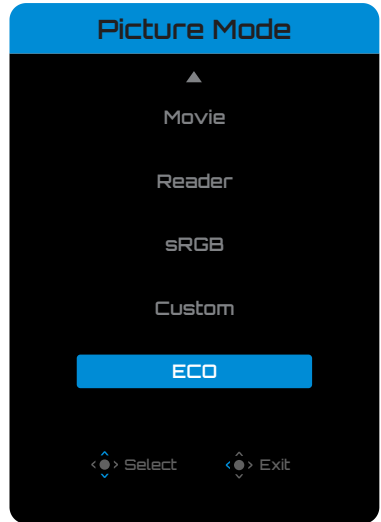 Picture Mode
Movie
Reader
sRGB
Custom
ECO
Select Exit